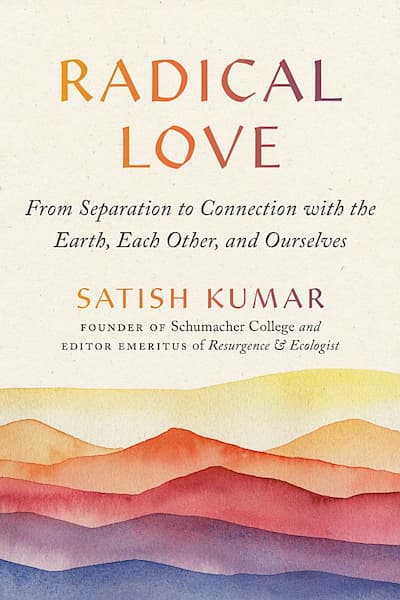 RADICAL
LOVE
From Separation to Connection with the
Earth, Each Other, and Ourselves
SATISH KUMAR
FOUNDER OF Schumacher College and
EDITOR EMERITUS of Resurgence & Ecologist